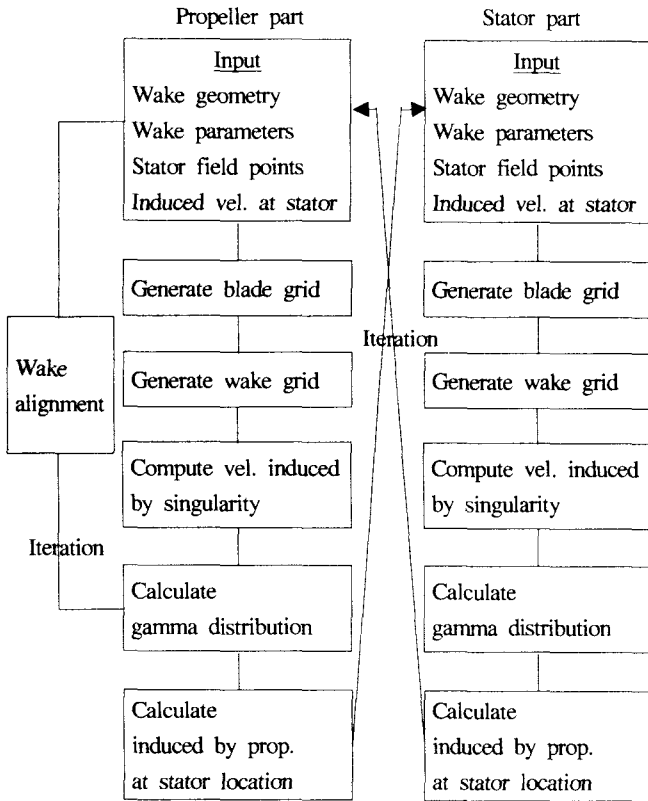 Propeller part
Input
Wake geometry
Wake parameters
Stator field points
Induced vel. at stator
Generate blade grid
Generate wake grid
Compute vel. induced
by singularity
Calculate
gamma distribution
Calculate
induced by prop.
at stator location
Wake
alignment
Iteration
Iteration
Stator part
Input
Wake geometry
Wake parameters
Stator field points
Induced vel. at stator
Generate blade grid
Generate wake grid
Compute vel. induced
by singularity
Calculate
gamma distribution
Calculate
induced by prop.
at stator location